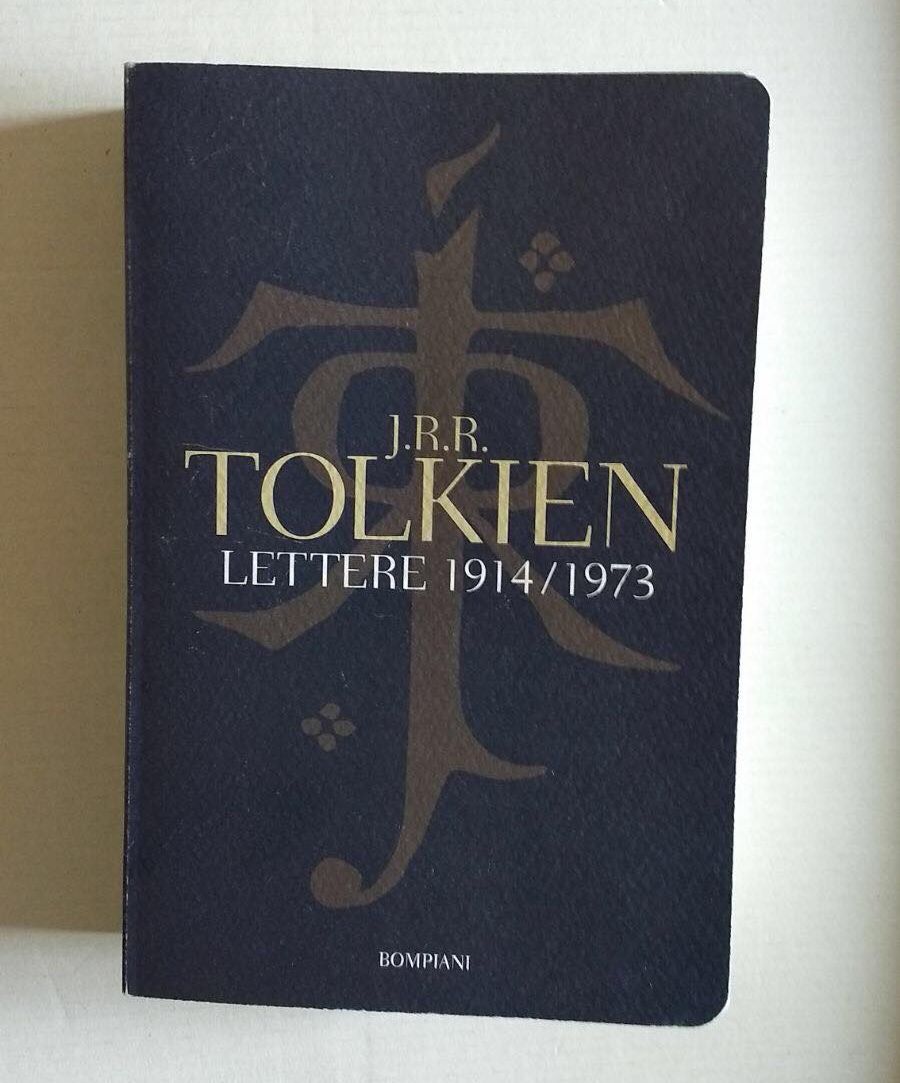 J.R.R.
TOLKIEN
LETTERE 1914/1973
BOMPIANI